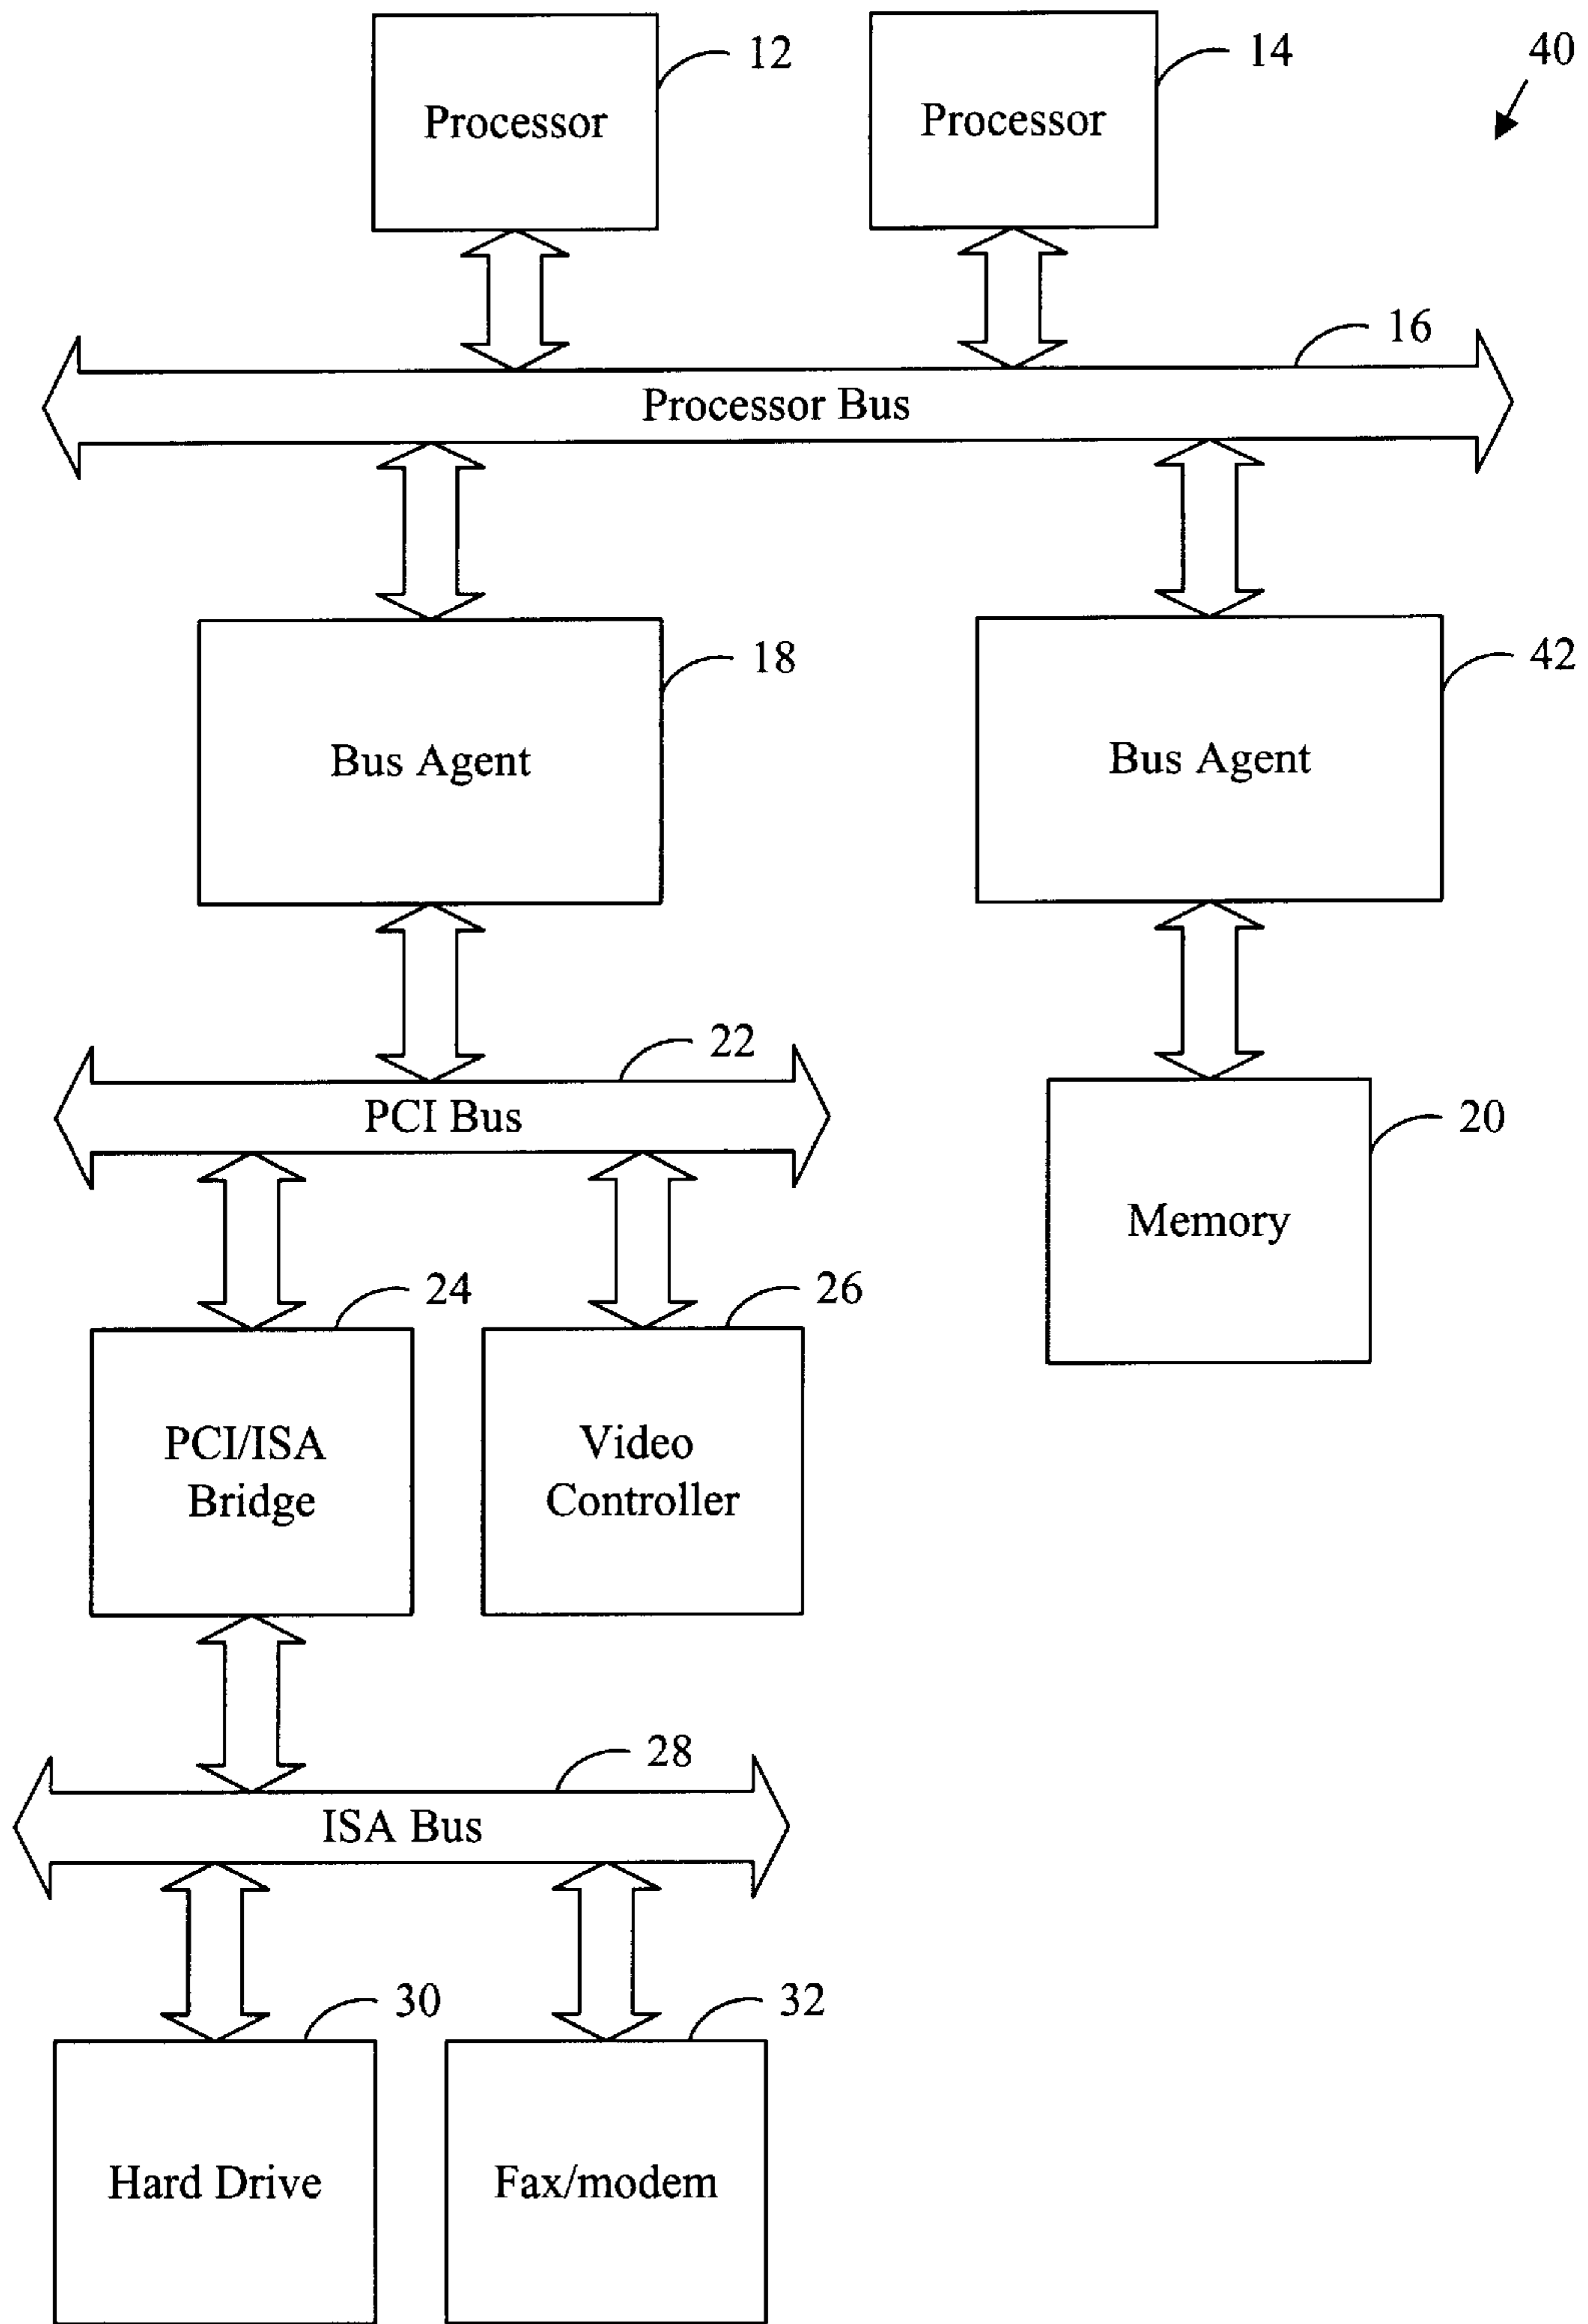 12
14
40
Processor
Processor
16
Processor Bus
18
42
Bus Agent
Bus Agent
22
PCI Bus
20
Memory
24
26
PCI/ISA
Bridge
Video
Controller
28
ISA Bus
30
32
Hard Drive
Fax/modem